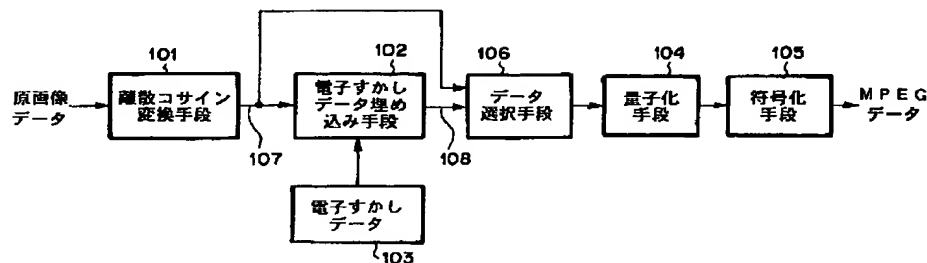 101
102
106
104
105
原画像
データ
離散コサイン
変換手段
電子すかし
データ埋め
込み手段
データ
選択手段
量子化
手段
符号化
手段
MPEG
データ
107
108
電子すかし
データ
103